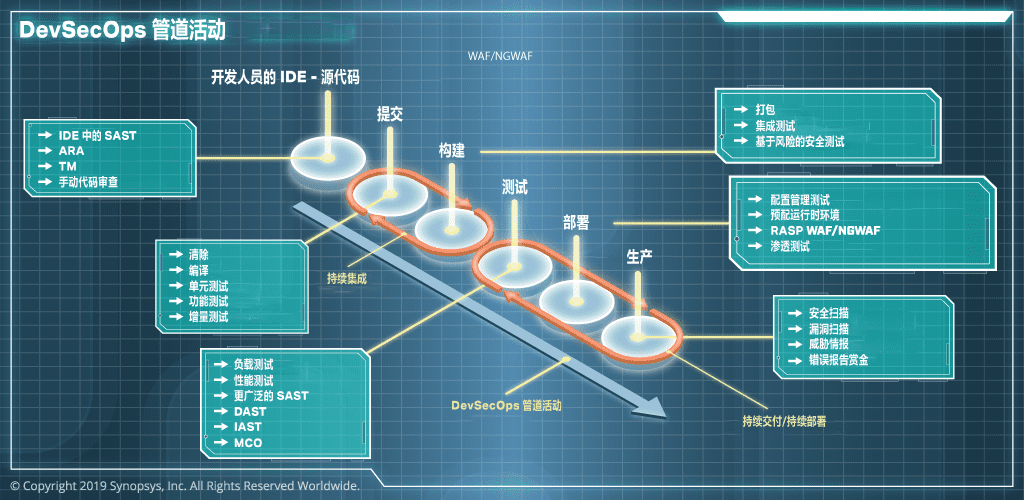 DevSecOps 管道活动
WAF/NGWAF
开发人员的 IDE - 源代码
提交
构建
测试
部署
生产
IDE 中的 SAST
ARA
TM
手动代码审查
清除
编译
单元测试
功能测试
增量测试
负载测试
性能测试
更广泛的 SAST
DAST
IAST
MCO
打包
集成测试
基于风险的安全测试
配置管理测试
预配运行时环境
RASP WAF/NGWAF
渗透测试
安全扫描
漏洞扫描
威胁情报
错误报告赏金
持续集成
DevSecOps 管道活动
持续交付/持续部署
© Copyright 2019 Synopsys, Inc. All Rights Reserved Worldwide.